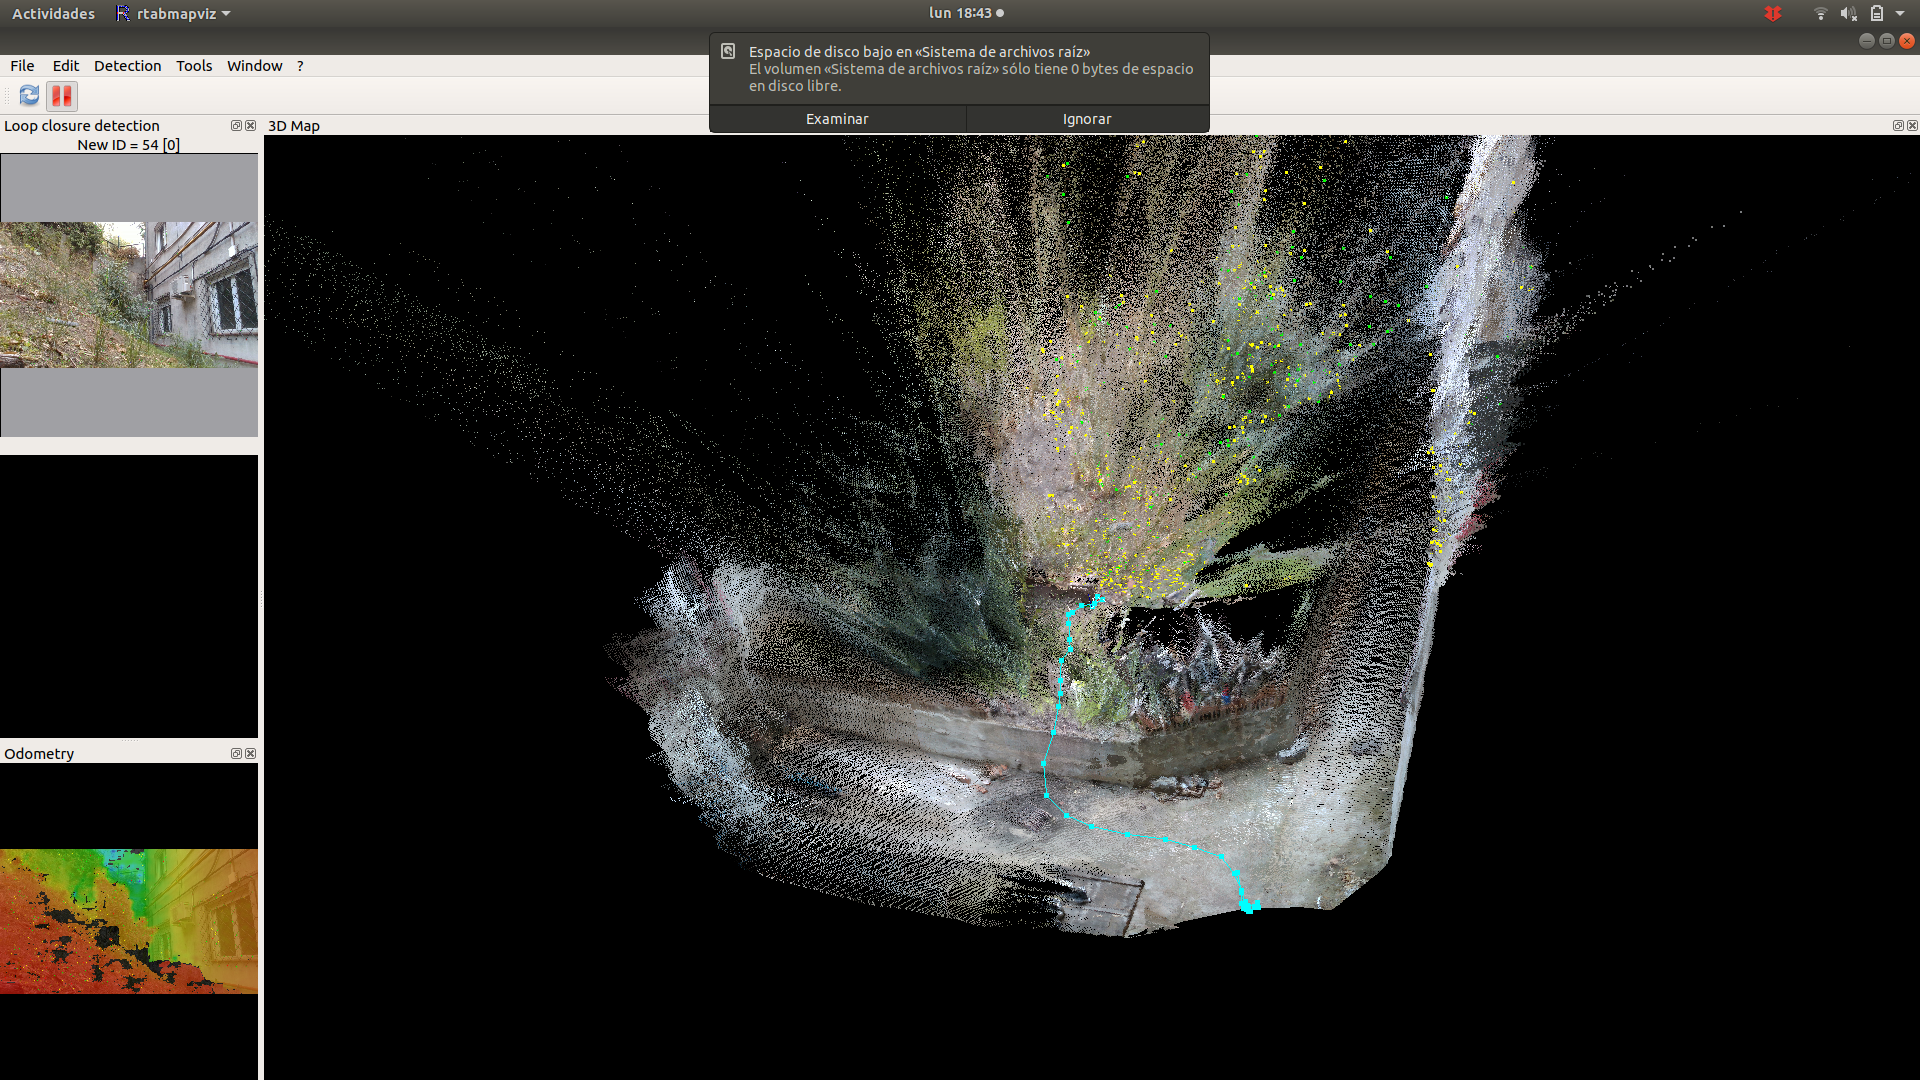 Actividades rtabmapviz lun 18:43
Espacio de disco bajo en «Sistema de archivos raíz»
El volumen «Sistema de archivos raíz» sólo tiene 0 bytes de espacio
en disco libre.
Examinar Ignorar
File Edit Detection Tools Window ?
Loop closure detection
New ID = 54 [0]
3D Map
Odometry